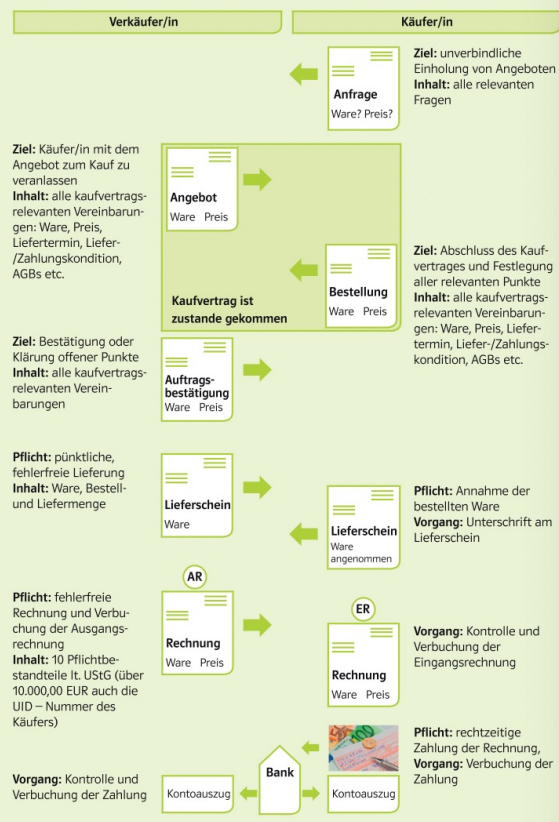 Verkäufer/in
Käufer/in
Anfrage
Ware? Preis?
Ziel: unverbindliche
Einholung von Angeboten
Inhalt: alle relevanten
Fragen
Ziel: Käufer/in mit dem
Angebot zum Kauf zu
veranlassen
Inhalt: alle kaufvertrags-
relevanten Vereinbarun-
gen: Ware, Preis,
Liefertermin, Liefer-
/Zahlungskondition,
AGBs etc.
Angebot
Ware Preis
Kaufvertrag ist
zustande gekommen
Bestellung
Ware Preis
Ziel: Abschluss des Kauf-
vertrages und Festlegung
aller relevanten Punkte
Inhalt: alle kaufvertrags-
relevanten Vereinbarun-
gen: Ware, Preis, Liefer-
termin, Liefer-/Zahlungs-
kondition, AGBs etc.
Ziel: Bestätigung oder
Klärung offener Punkte
Inhalt: alle kaufvertrags-
relevanten Verein-
barungen
Auftrags-
bestätigung
Ware Preis
Pflicht: pünktliche,
fehlerfreie Lieferung
Inhalt: Ware, Bestell-
und Liefermenge
Lieferschein
Ware
Lieferschein
Ware
angenommen
Pflicht: Annahme der
bestellten Ware
Vorgang: Unterschrift am
Lieferschein
Pflicht: fehlerfreie
Rechnung und Verbu-
chung der Ausgangs-
rechnung
Inhalt: 10 Pflichtbe-
standteile lt. UStG (über
10.000,00 EUR auch die
UID – Nummer des
Käufers)
AR
Rechnung
Ware Preis
ER
Rechnung
Ware Preis
Vorgang: Kontrolle und
Verbuchung der
Eingangsrechnung
100
Pflicht: rechtzeitige
Zahlung der Rechnung,
Vorgang: Verbuchung der
Zahlung
Vorgang: Kontrolle und
Verbuchung der Zahlung
Kontoauszug
Bank
Kontoauszug